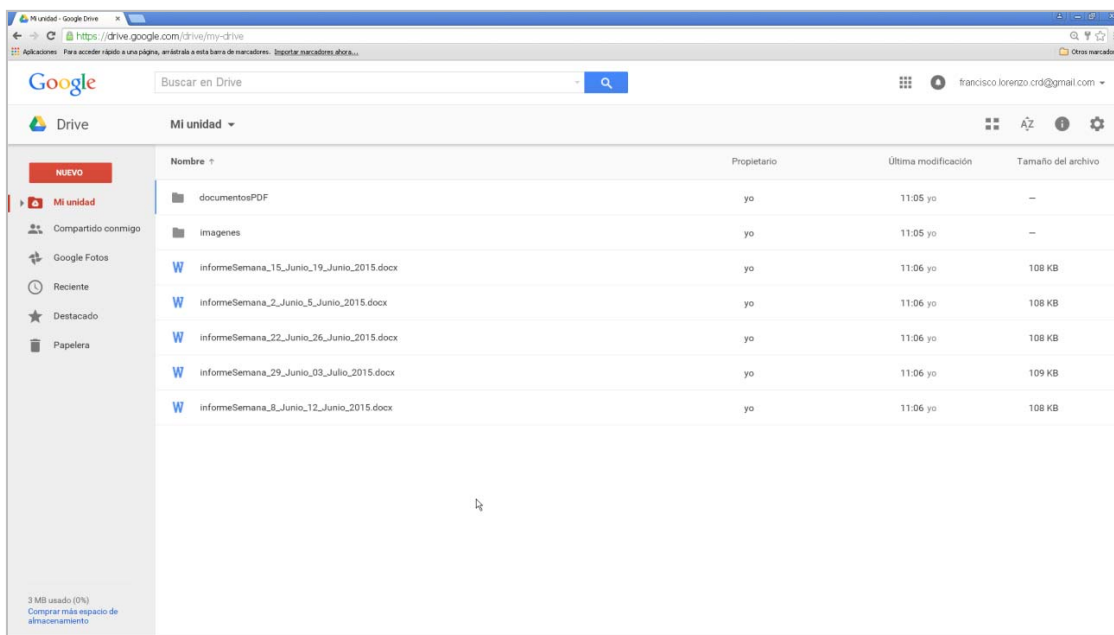 Mi unidad - Google Drive
https://drive.google.com/drive/my-drive
Aplicaciones Para acceder rápido a una página, arrástrala a esta barra de marcadores. Importar marcadores ahora... Otros marcador
Google Buscar en Drive francisco.lorenzo.crd@gmail.com
Drive Mi unidad AZ
NUEVO
Mi unidad
Compartido conmigo
Google Fotos
Reciente
Destacado
Papelera
3 MB usado (0%)
Comprar más espacio de
almacenamiento
Nombre ↑ Propietario Última modificación Tamaño del archivo
documentosPDF yo 11:05 yo —
imagenes yo 11:05 yo —
W informeSemana_15_Junio_19_Junio_2015.docx yo 11:06 yo 108 KB
W informeSemana_2_Junio_5_Junio_2015.docx yo 11:06 yo 108 KB
W informeSemana_22_Junio_26_Junio_2015.docx yo 11:06 yo 108 KB
W informeSemana_29_Junio_03_Julio_2015.docx yo 11:06 yo 109 KB
W informeSemana_8_Junio_12_Junio_2015.docx yo 11:06 yo 108 KB